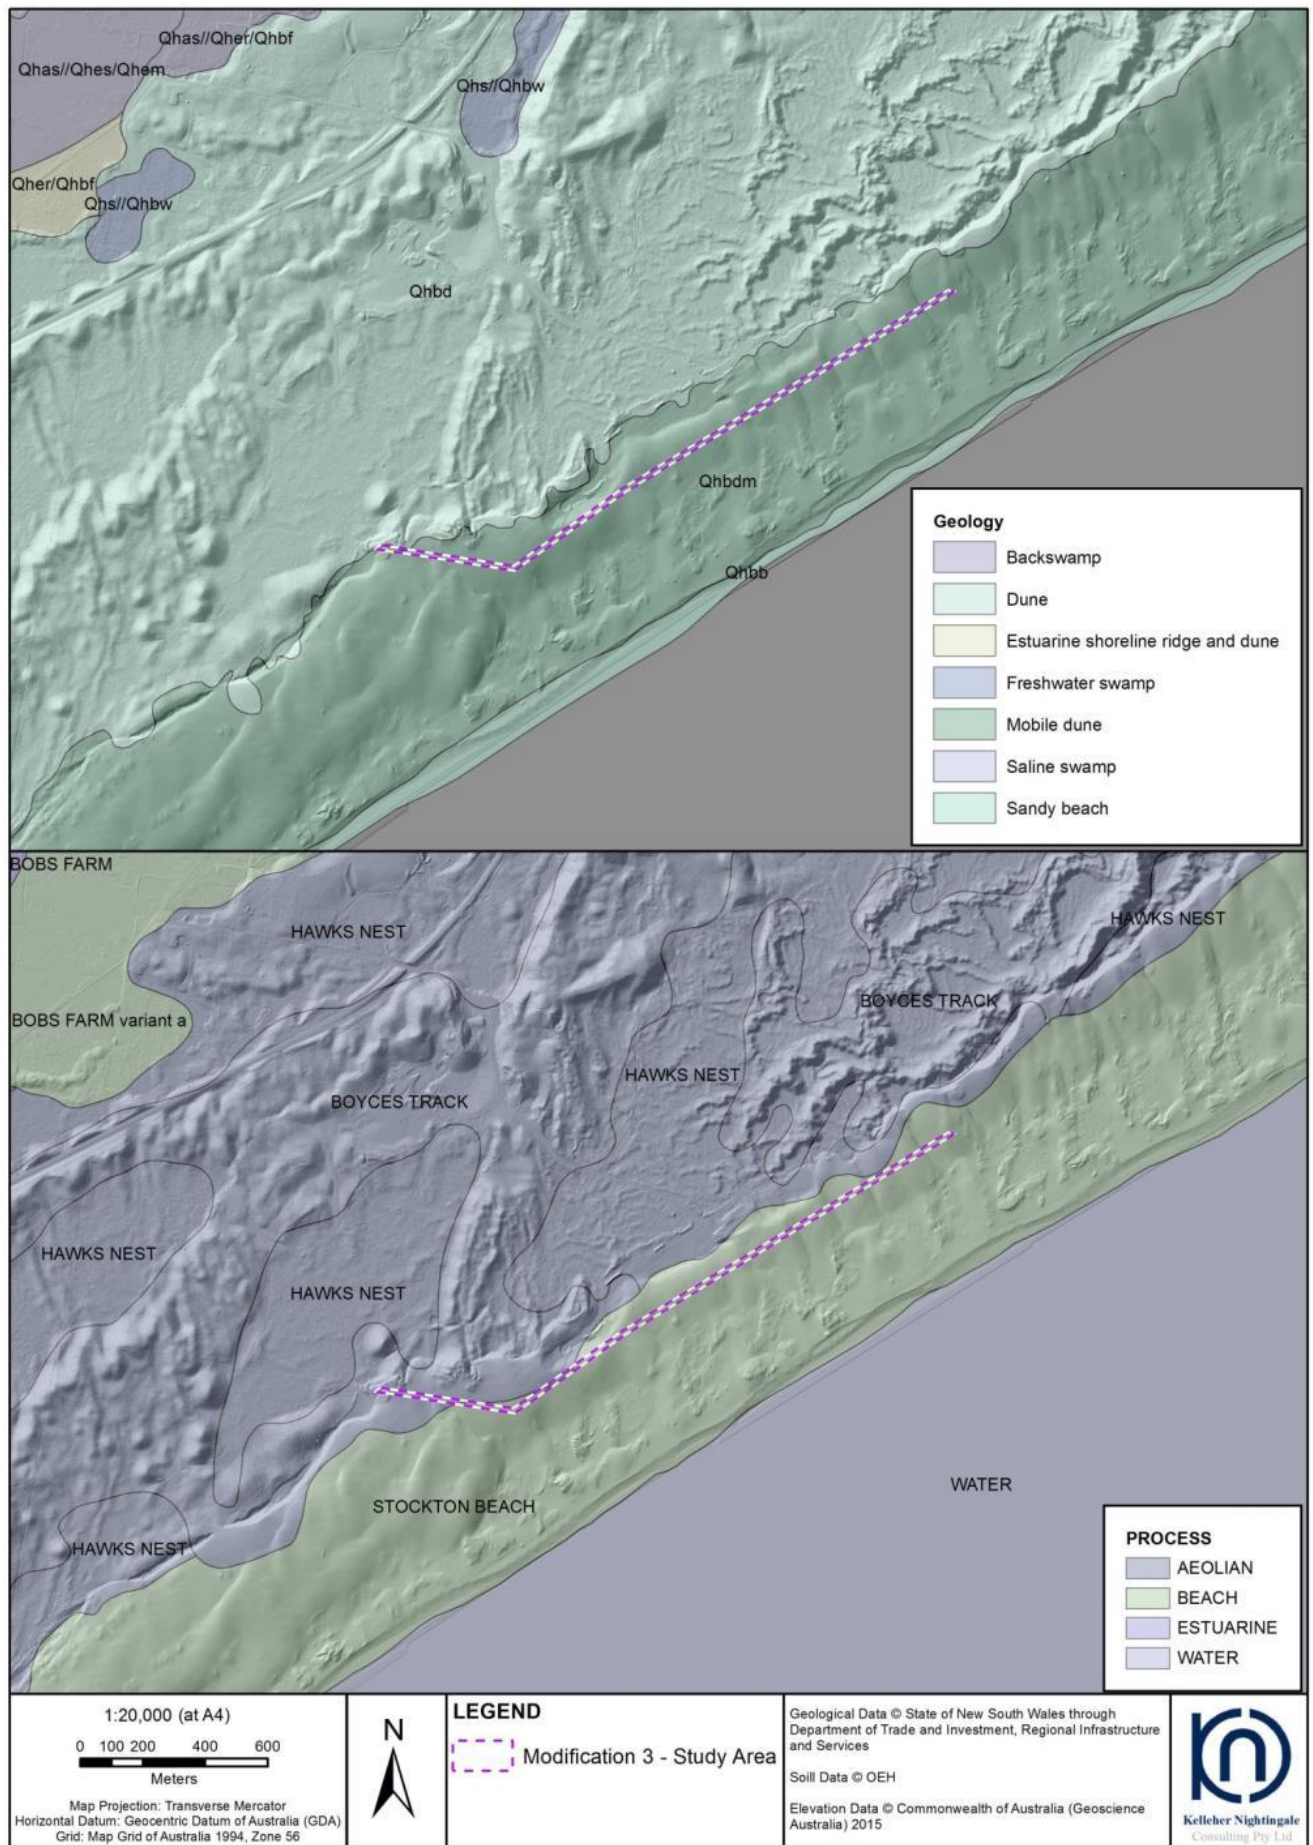 Qhas//Qher/Qhbf
Qhas//Qhes/Qhem
Qhs//Qhbw
Qher/Qhbf
Qhs//Qhbw
Qhbd
Qhbdm
Qhbb
Geology
Backswamp
Dune
Estuarine shoreline ridge and dune
Freshwater swamp
Mobile dune
Saline swamp
Sandy beach
BOBS FARM
HAWKS NEST
HAWKS NEST
BOYCES TRACK
BOBS FARM variant a
HAWKS NEST
BOYCES TRACK
HAWKS NEST
HAWKS NEST
WATER
STOCKTON BEACH
HAWKS NEST
PROCESS
AEOLIAN
BEACH
ESTUARINE
WATER
1:20,000 (at A4)
0 100 200 400 600
Meters
Map Projection: Transverse Mercator
Horizontal Datum: Geocentric Datum of Australia (GDA)
Grid: Map Grid of Australia 1994, Zone 56
N
LEGEND
Modification 3 - Study Area
Geological Data © State of New South Wales through
Department of Trade and Investment, Regional Infrastructure
and Services
Soill Data © OEH
Elevation Data © Commonwealth of Australia (Geoscience
Australia) 2015
Kelleher Nightingale
Consulting Pty Ltd